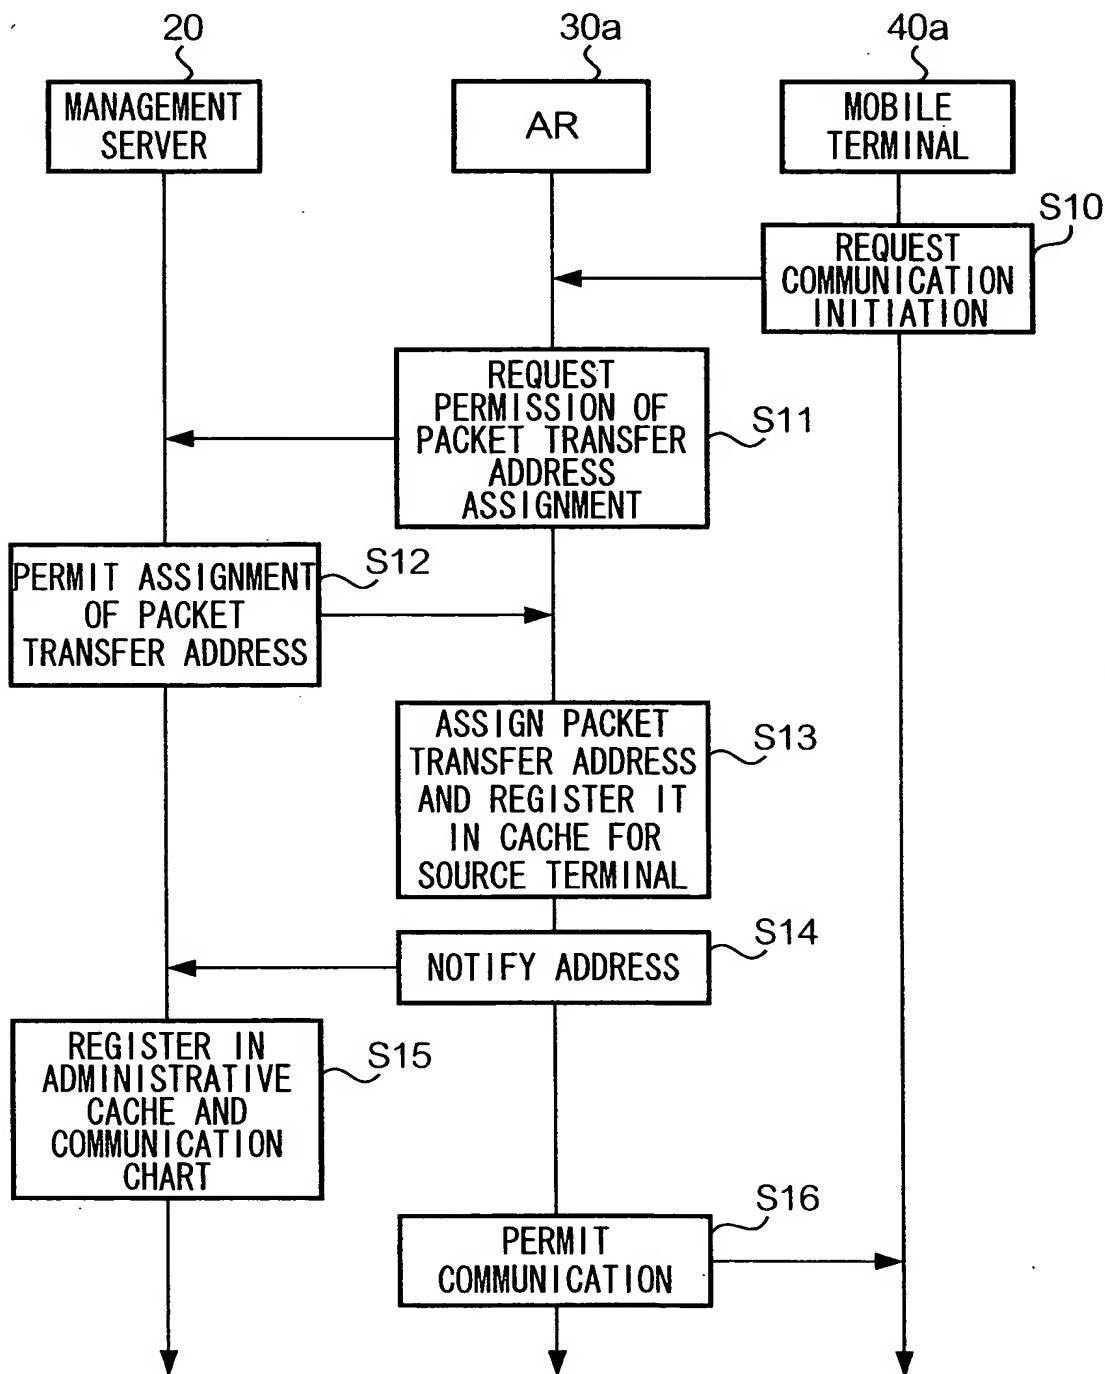 20
30a
40a
MANAGEMENT
SERVER
AR
MOBILE
TERMINAL
S10
REQUEST
COMMUNICATION
INITIATION
REQUEST
PERMISSION OF
PACKET TRANSFER
ADDRESS
ASSIGNMENT
S11
PERMIT ASSIGNMENT
OF PACKET
TRANSFER ADDRESS
S12
ASSIGN PACKET
TRANSFER ADDRESS
AND REGISTER IT
IN CACHE FOR
SOURCE TERMINAL
S13
NOTIFY ADDRESS
S14
REGISTER IN
ADMINISTRATIVE
CACHE AND
COMMUNICATION
CHART
S15
PERMIT
COMMUNICATION
S16